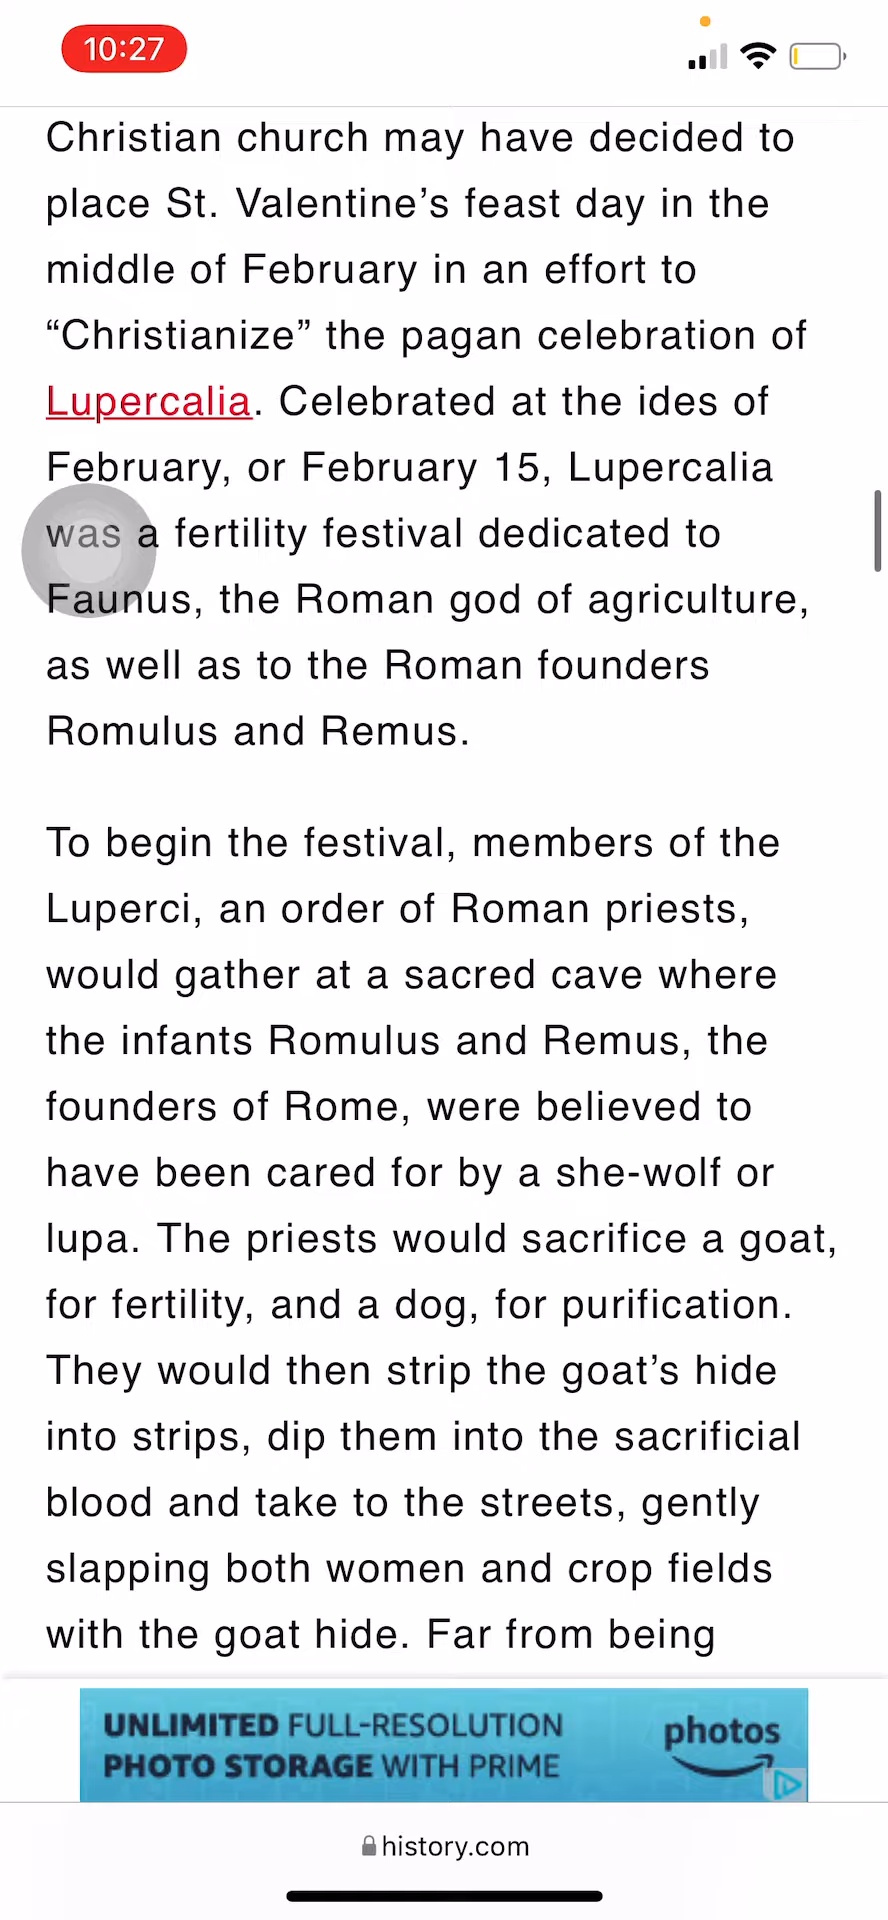 10:27
Christian church may have decided to
place St. Valentine’s feast day in the
middle of February in an effort to
“Christianize” the pagan celebration of
Lupercalia. Celebrated at the ides of
February, or February 15, Lupercalia
was a fertility festival dedicated to
Faunus, the Roman god of agriculture,
as well as to the Roman founders
Romulus and Remus.
To begin the festival, members of the
Luperci, an order of Roman priests,
would gather at a sacred cave where
the infants Romulus and Remus, the
founders of Rome, were believed to
have been cared for by a she-wolf or
lupa. The priests would sacrifice a goat,
for fertility, and a dog, for purification.
They would then strip the goat’s hide
into strips, dip them into the sacrificial
blood and take to the streets, gently
slapping both women and crop fields
with the goat hide. Far from being
UNLIMITED FULL-RESOLUTION
PHOTO STORAGE WITH PRIME
photos
history.com